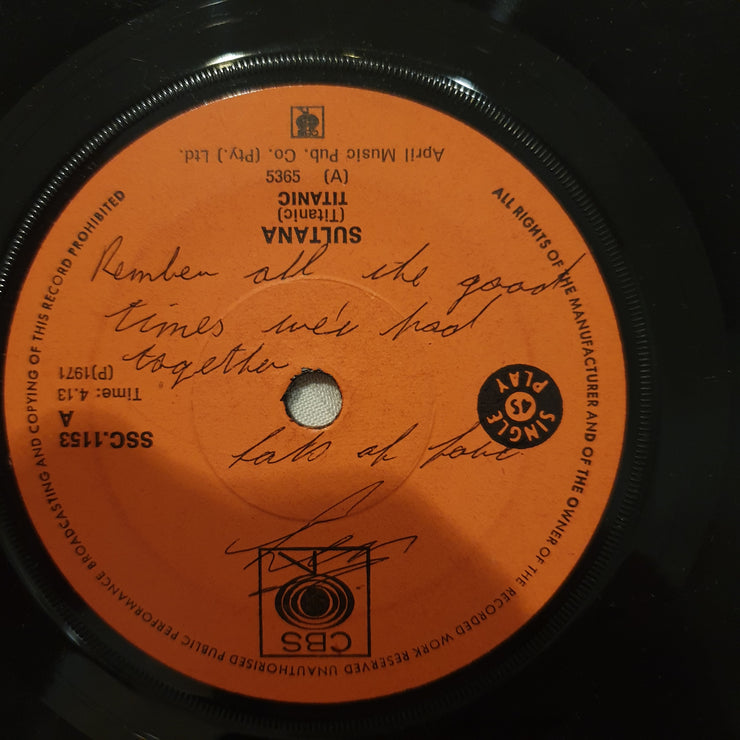 Rember all the good
times we've had
together
lots of love
CBS
SINGLE
45
PLAY
SSC.1153
A
Time: 4.13
(P)1971
SULTANA
(Titanic)
TITANIC
(A) 5365
April Music Pub. Co. (Pty.) Ltd.
ALL RIGHTS OF THE MANUFACTURER AND OF THE OWNER OF THE RECORDED WORK RESERVED UNAUTHORISED PUBLIC PERFORMANCE BROADCASTING AND COPYING OF THIS RECORD PROHIBITED